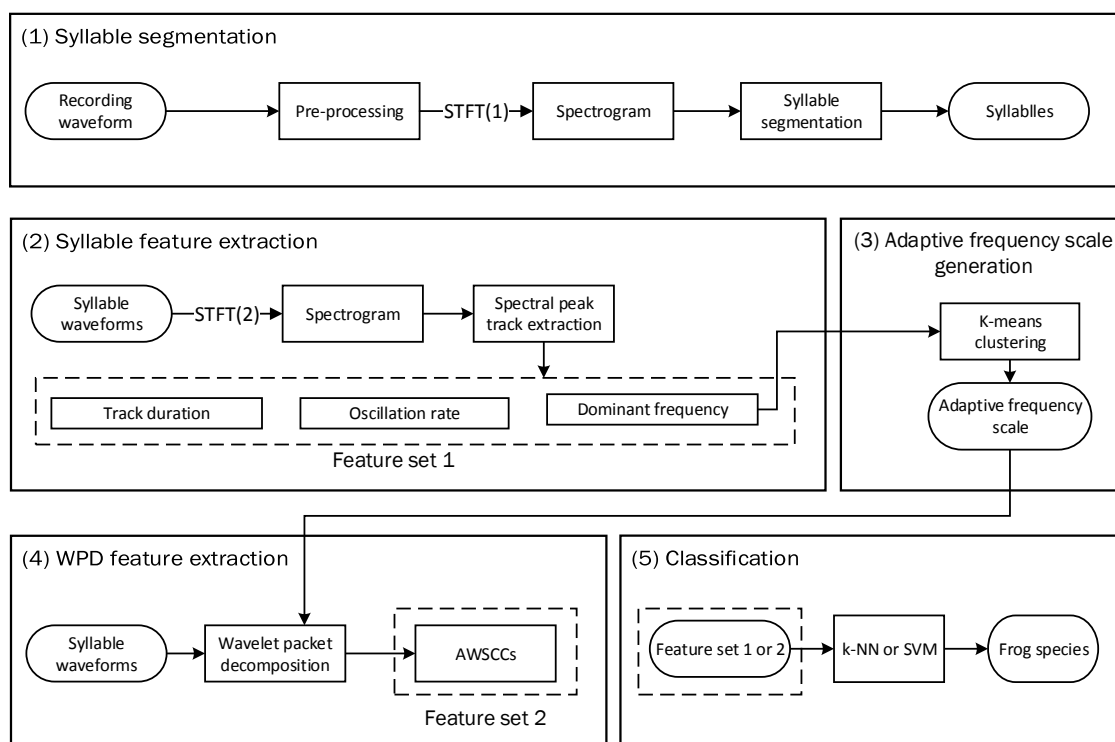 (1) Syllable segmentation
Recording
waveform
Pre-processing
STFT(1)
Spectrogram
Syllable
segmentation
Syllablles
(2) Syllable feature extraction
Syllable
waveforms
STFT(2)
Spectrogram
Spectral peak
track extraction
Track duration
Oscillation rate
Dominant frequency
Feature set 1
(3) Adaptive frequency scale
generation
K-means
clustering
Adaptive frequency
scale
(4) WPD feature extraction
Syllable
waveforms
Wavelet packet
decomposition
AWSCCs
Feature set 2
(5) Classification
Feature set 1 or 2
k-NN or SVM
Frog species